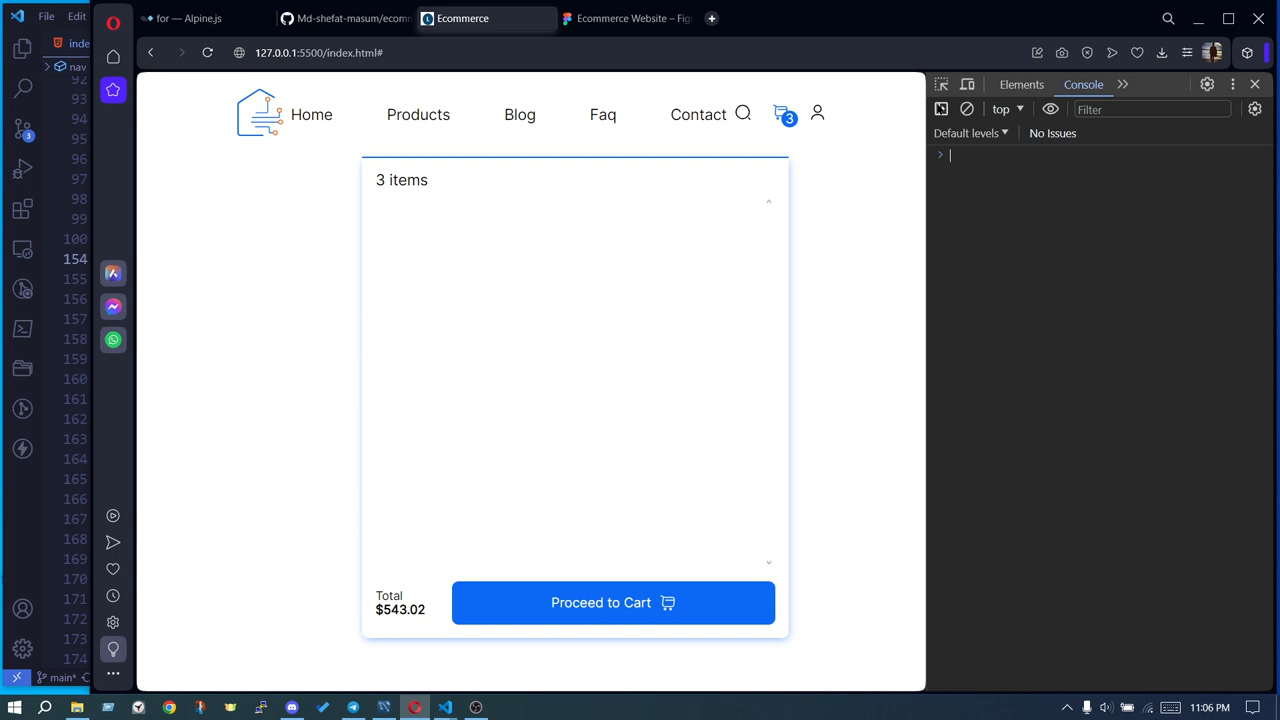 File Edit
for — Alpine.js
Md-shefat-masum/ecomm
Ecommerce
Ecommerce Website – Fig
127.0.0.1:5500/index.html#
inde
nav
92
93
94
95
96
97
98
99
100
154
155
156
157
158
159
160
161
162
163
164
165
166
167
168
169
170
171
172
173
174
main*
3
Home
Products
Blog
Faq
Contact
3
3 items
Total
$543.02
Proceed to Cart
Elements
Console
top
Filter
Default levels
No Issues
11:06 PM